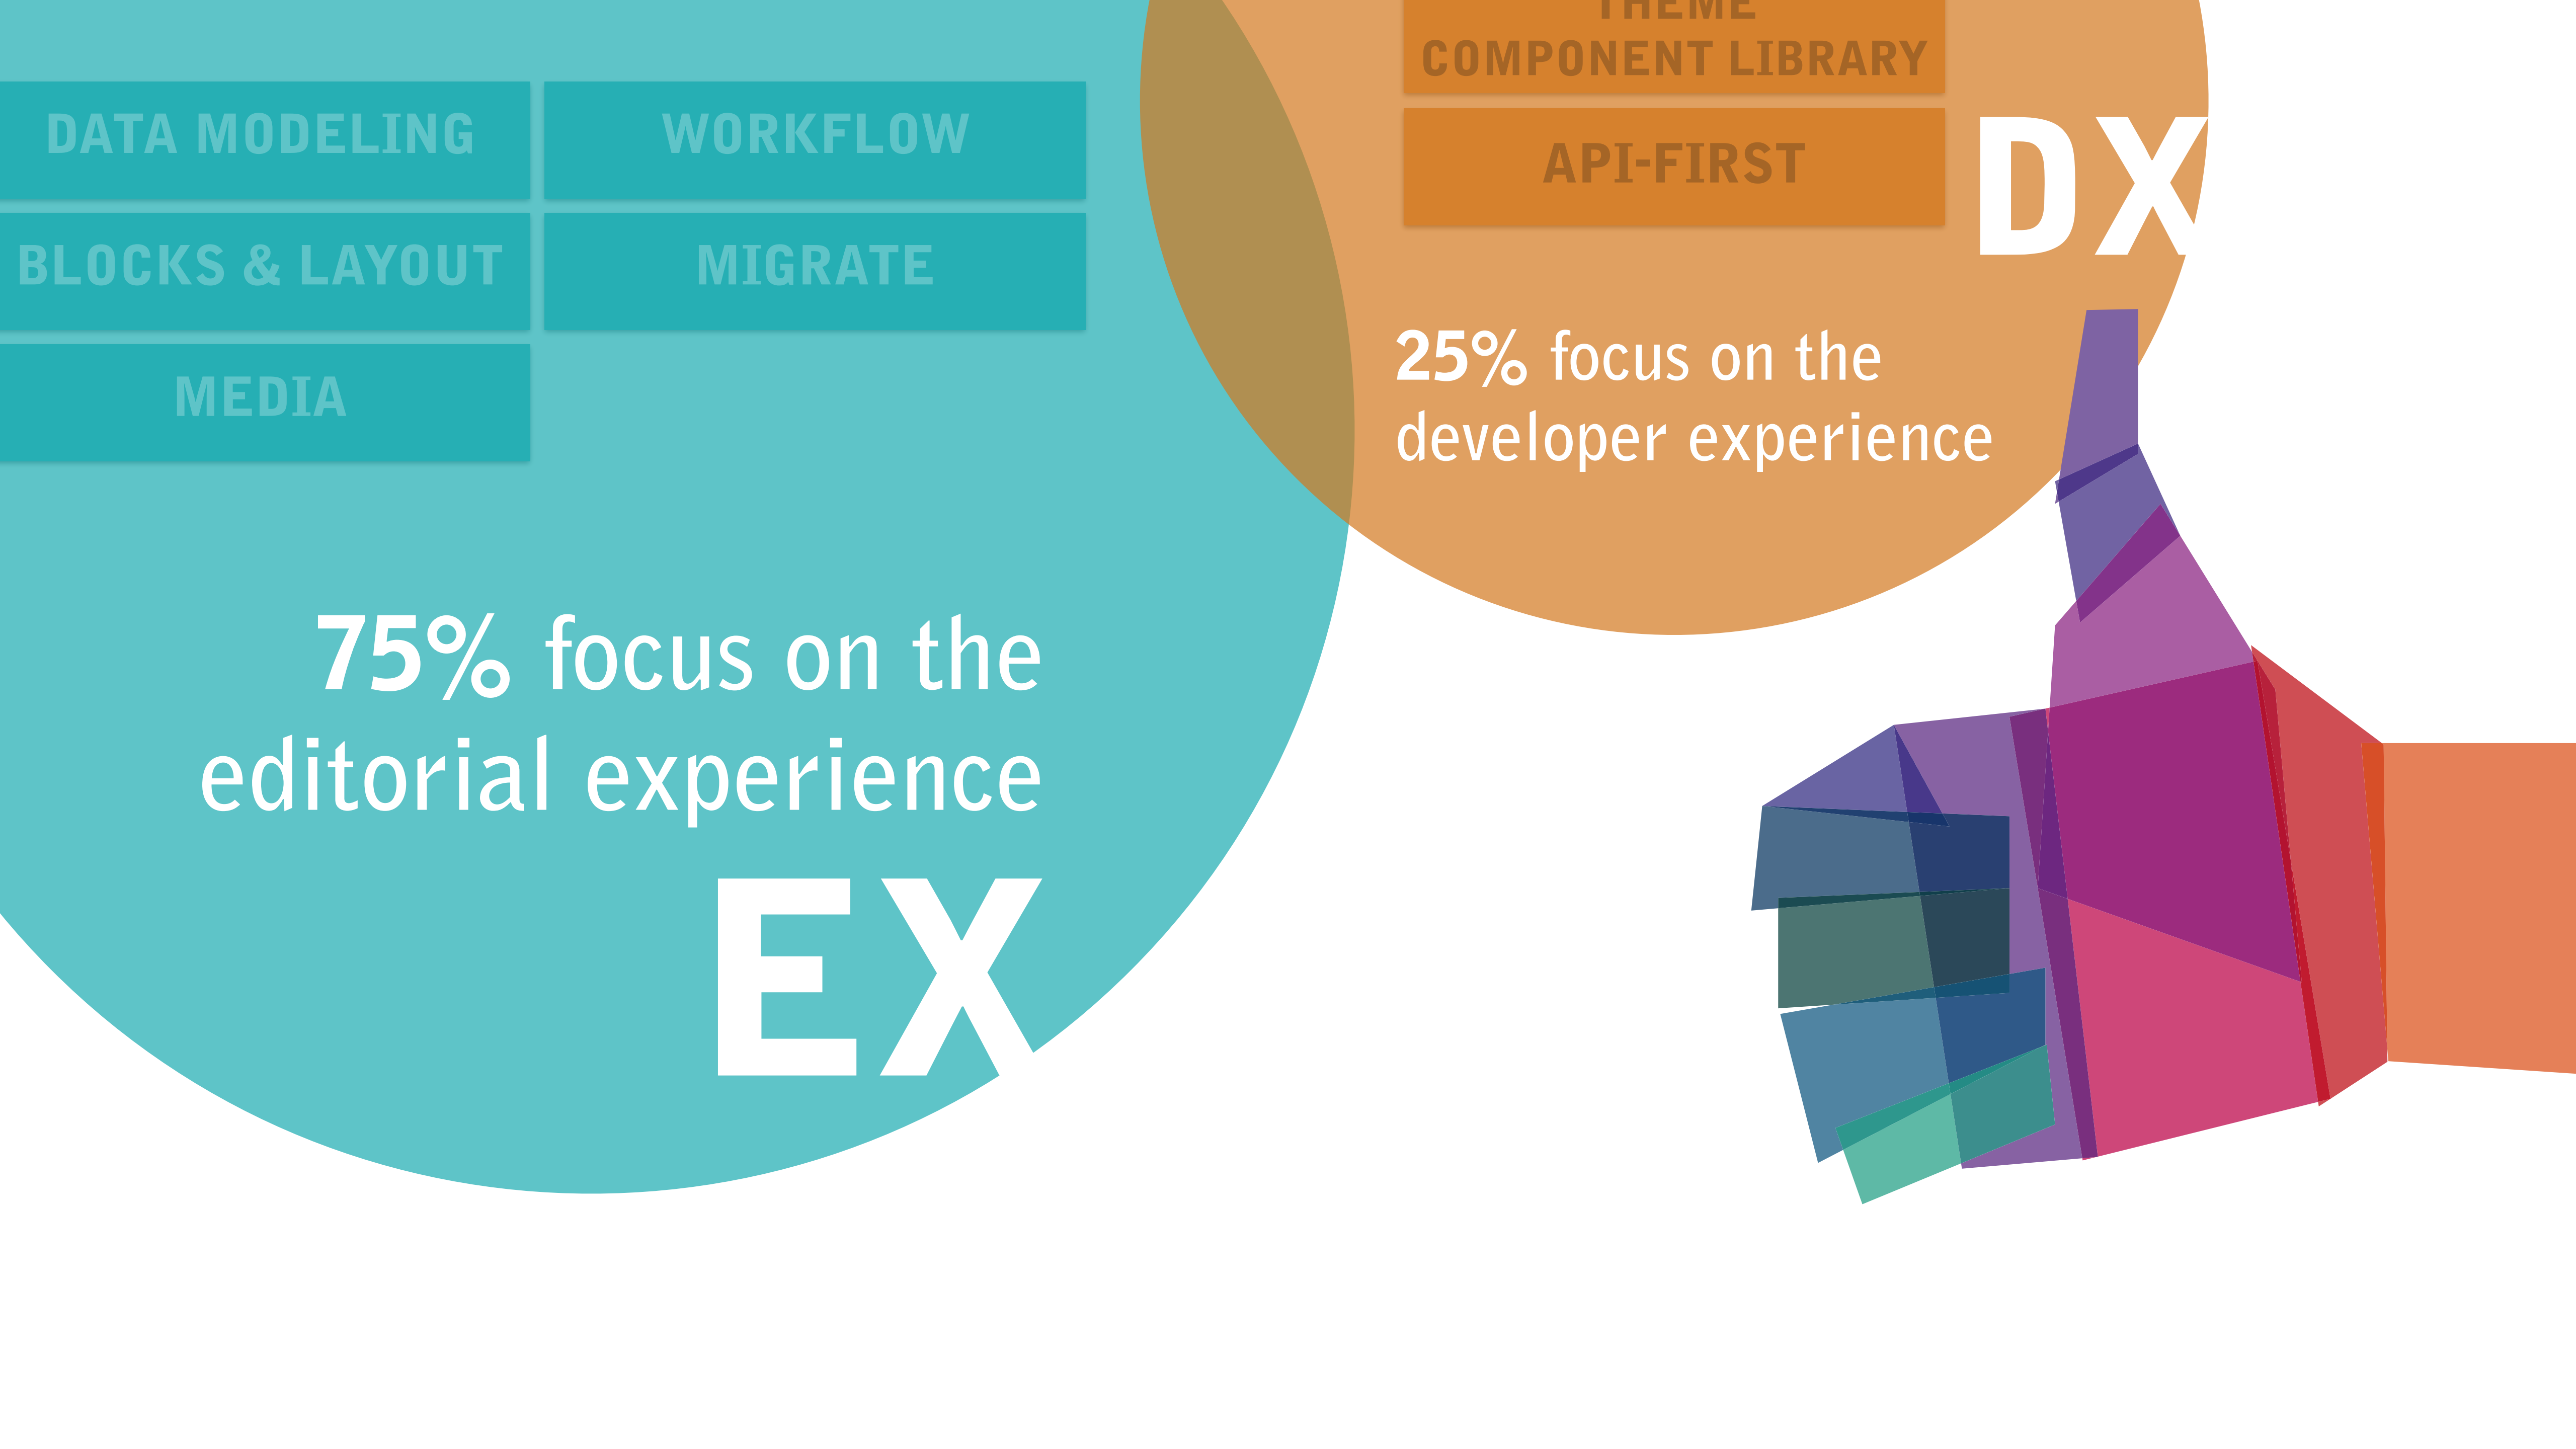 DATA MODELING
WORKFLOW
BLOCKS & LAYOUT
MIGRATE
MEDIA
75% focus on the
editorial experience
EX
THEME
COMPONENT LIBRARY
API-FIRST
DX
25% focus on the
developer experience